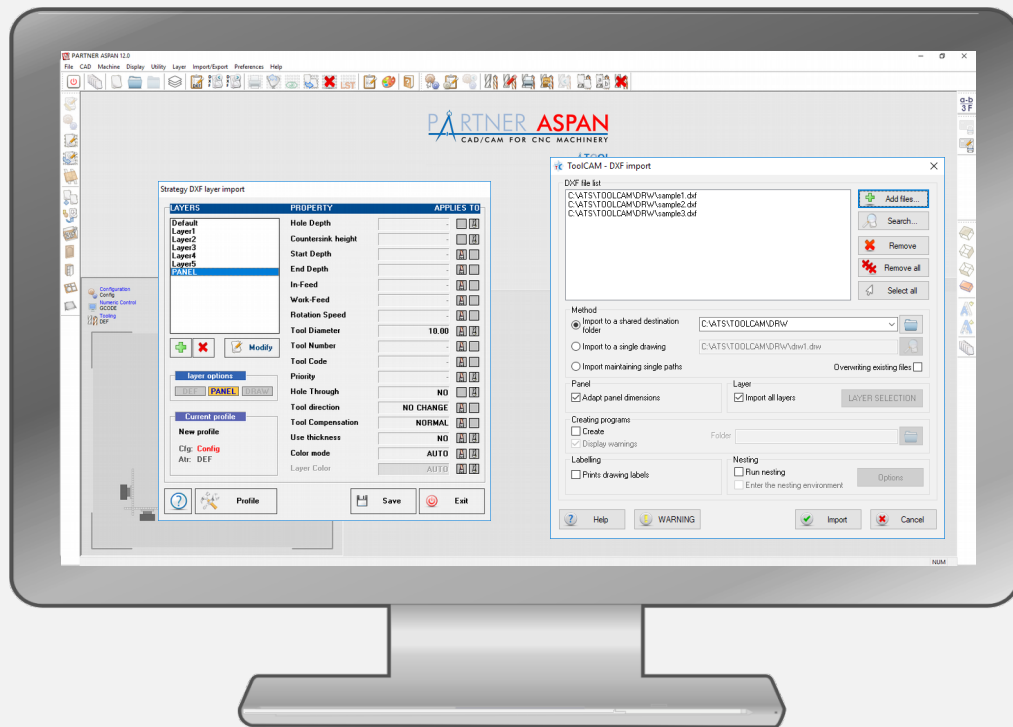 PARTNER ASPAN 12.0
File CAD Machine Display Utility Layer Import/Export Preferences Help
LST
a-b
3 F
PARTNER ASPAN
CAD/CAM FOR CNC MACHINERY
Configuration
Config
Numeric Control
GCODE
Tooling
DEF
Strategy DXF layer import
LAYERS PROPERTY APPLIES TO
Default
Layer1
Layer2
Layer3
Layer4
Layer5
PANEL
Hole Depth -
Countersink height -
Start Depth -
End Depth -
In-Feed -
Work-Feed -
Rotation Speed -
Tool Diameter 10.00
Tool Number -
Tool Code -
Priority -
Hole Through NO
Tool direction NO CHANGE
Tool Compensation NORMAL
Use thickness NO
Color mode AUTO
Layer Color AUTO
Modify
layer options
DEF PANEL DRAW
Current profile
New profile
Cfg: Config
Atr: DEF
Profile Save Exit
ToolCAM - DXF import
DXF file list
C:\ATS\TOOLCAM\DRW\sample1.dxf
C:\ATS\TOOLCAM\DRW\sample2.dxf
C:\ATS\TOOLCAM\DRW\sample3.dxf
Add files...
Search...
Remove
Remove all
Select all
Method
Import to a shared destination
folder
C:\ATS\TOOLCAM\DRW
Import to a single drawing C:\ATS\TOOLCAM\DRW\drw1.drw
Import maintaining single paths Overwriting existing files
Panel
Adapt panel dimensions
Layer
Import all layers LAYER SELECTION
Creating programs
Create
Display warnings
Folder
Labelling
Prints drawing labels
Nesting
Run nesting
Enter the nesting environment
Options
Help WARNING Import Cancel
NUM